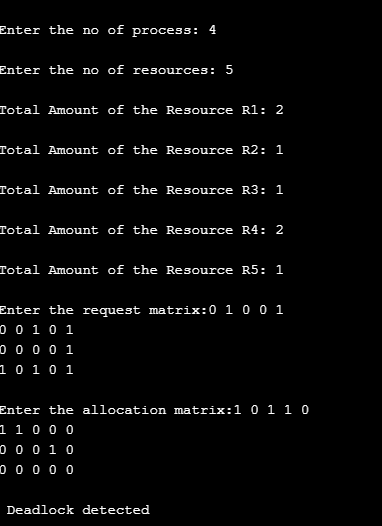 Enter the no of process: 4
Enter the no of resources: 5
Total Amount of the Resource R1: 2
Total Amount of the Resource R2: 1
Total Amount of the Resource R3: 1
Total Amount of the Resource R4: 2
Total Amount of the Resource R5: 1
Enter the request matrix:0 1 0 0 1
0 0 1 0 1
0 0 0 0 1
1 0 1 0 1
Enter the allocation matrix:1 0 1 1 0
1 1 0 0 0
0 0 0 1 0
0 0 0 0 0
Deadlock detected